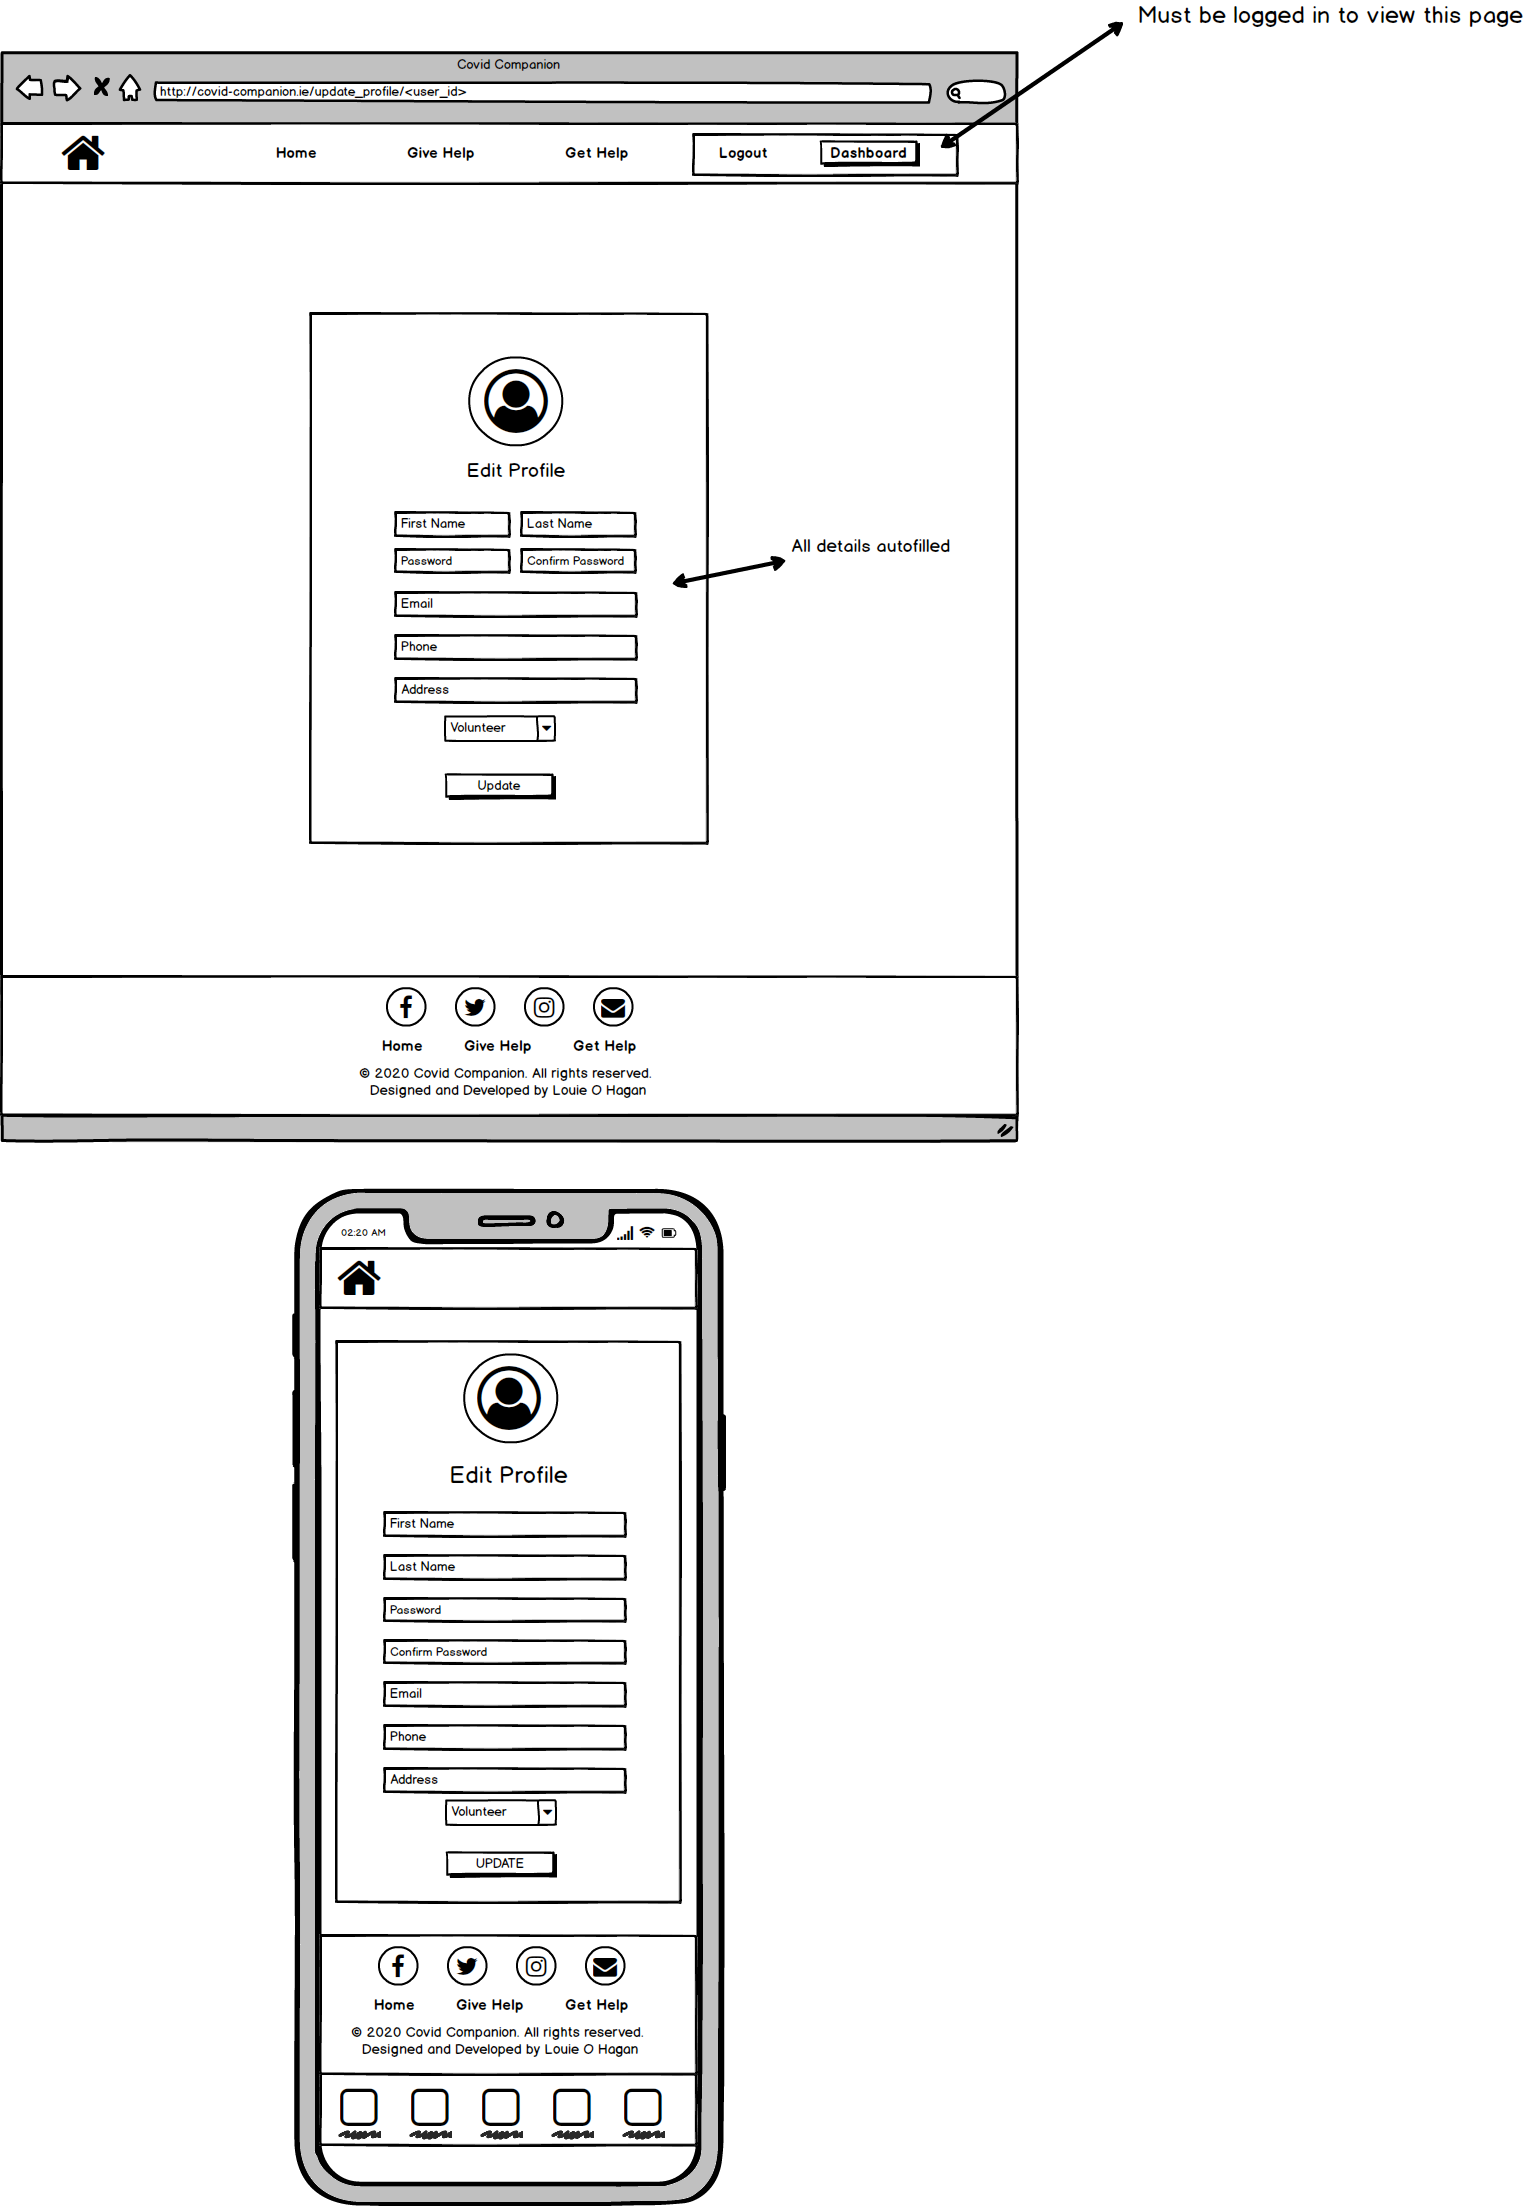 Must be logged in to view this page
Covid Companion
http://covid-companion.ie/update_profile/<user_id>
Home Give Help Get Help Logout Dashboard
Edit Profile
First Name Last Name
Password Confirm Password
All details autofilled
Email
Phone
Address
Volunteer
Update
Home Give Help Get Help
© 2020 Covid Companion. All rights reserved.
Designed and Developed by Louie O Hagan
02:20 AM
Edit Profile
First Name
Last Name
Password
Confirm Password
Email
Phone
Address
Volunteer
UPDATE
Home Give Help Get Help
© 2020 Covid Companion. All rights reserved.
Designed and Developed by Louie O Hagan